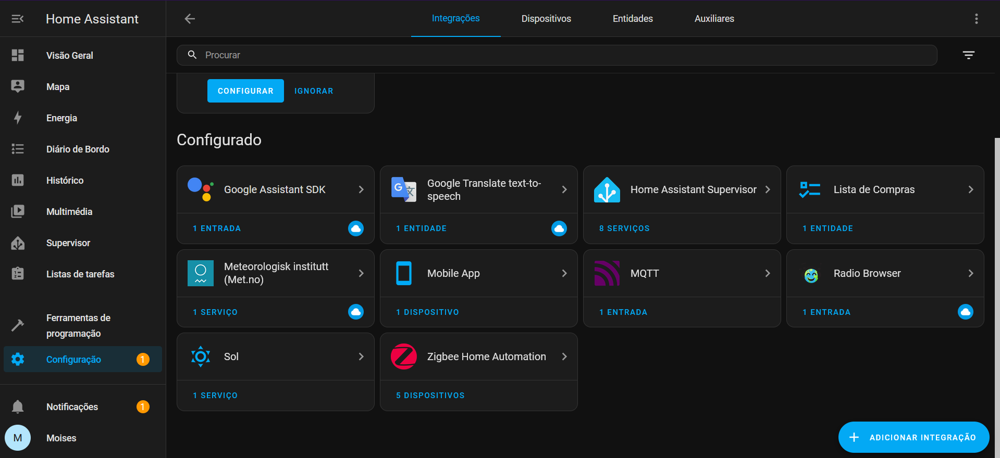 Home Assistant
Visão Geral
Mapa
Energia
Diário de Bordo
Histórico
Multimédia
Supervisor
Listas de tarefas
Ferramentas de
programação
Configuração 1
Notificações 1
M Moises
Integrações Dispositivos Entidades Auxiliares
Procurar
CONFIGURAR IGNORAR
Configurado
Google Assistant SDK
1 ENTRADA
G 文 Google Translate text-to-
speech
1 ENTIDADE
Home Assistant Supervisor
8 SERVIÇOS
Lista de Compras
1 ENTIDADE
Meteorologisk institutt
(Met.no)
1 SERVIÇO
Mobile App
1 DISPOSITIVO
MQTT
1 ENTRADA
Radio Browser
1 ENTRADA
Sol
1 SERVIÇO
Zigbee Home Automation
5 DISPOSITIVOS
ADICIONAR INTEGRAÇÃO